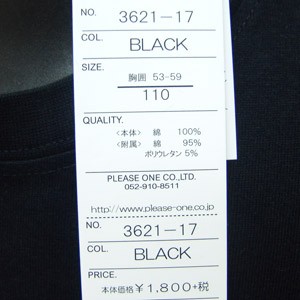 NO. 3621-17
COL. BLACK
SIZE.
胸囲 53-59
110
QUALITY.
<本体> 綿 100%
<附属> 綿 95%
ポリウレタン 5%
PLEASE ONE CO.,LTD.
052-910-8511
http://www.please-one.co.jp
NO. 3621-17
COL. BLACK
PRICE.
本体価格 ¥1,800+税